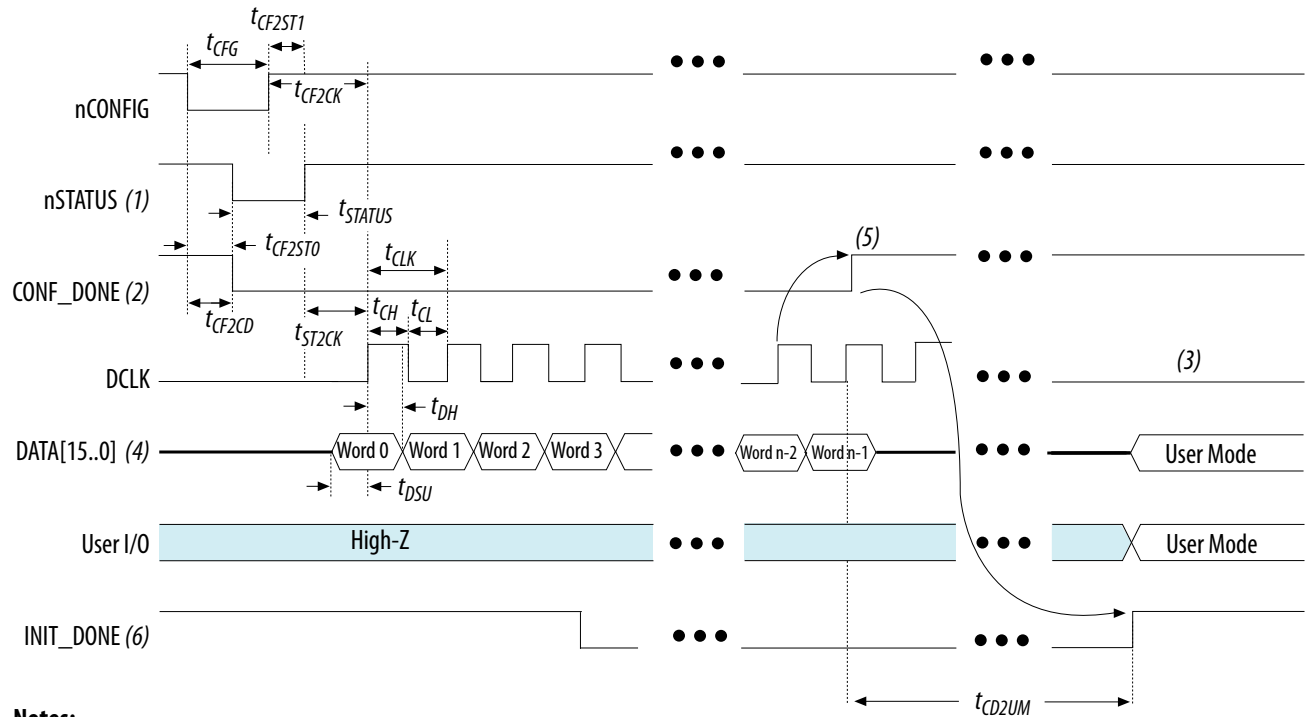 tCF2ST1
tCFG
nCONFIG
tCF2CK
nSTATUS (1)
tSTATUS
tCF2ST0
tCLK
(5)
CONF_DONE (2)
tCF2CD
tST2CK
tCH
tCL
DCLK
(3)
tDH
DATA[15..0] (4)
Word 0 Word 1 Word 2 Word 3 Word n-2 Word n-1 User Mode
tDSU
User I/O
High-Z
User Mode
INIT_DONE (6)
tCD2UM